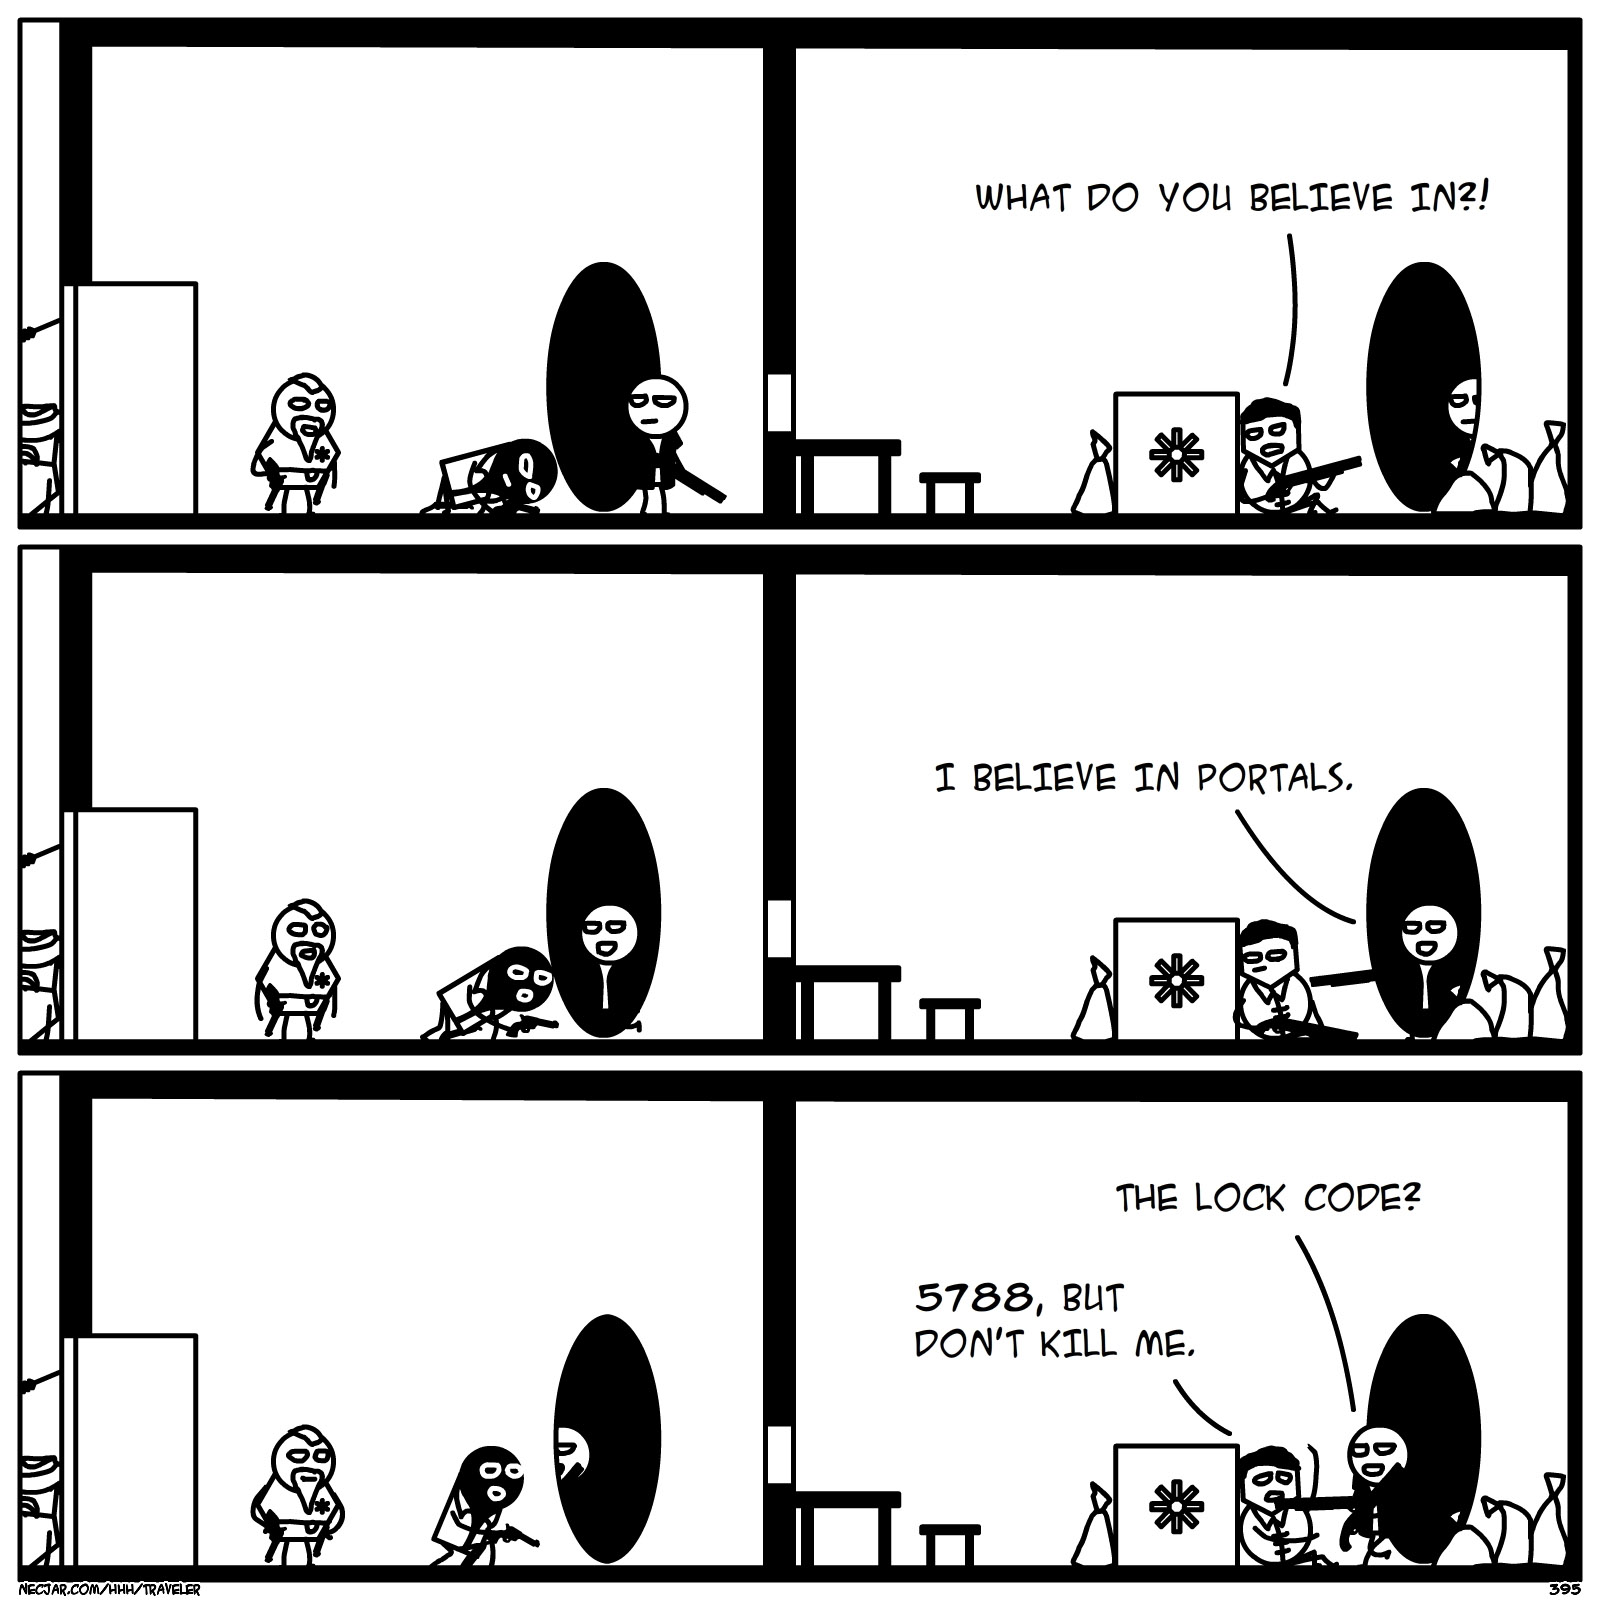 WHAT DO YOU BELIEVE IN?!
I BELIEVE IN PORTALS.
THE LOCK CODE?
5788, BUT
DON'T KILL ME.
NECJAR.COM/HHH/TRAVELER
395